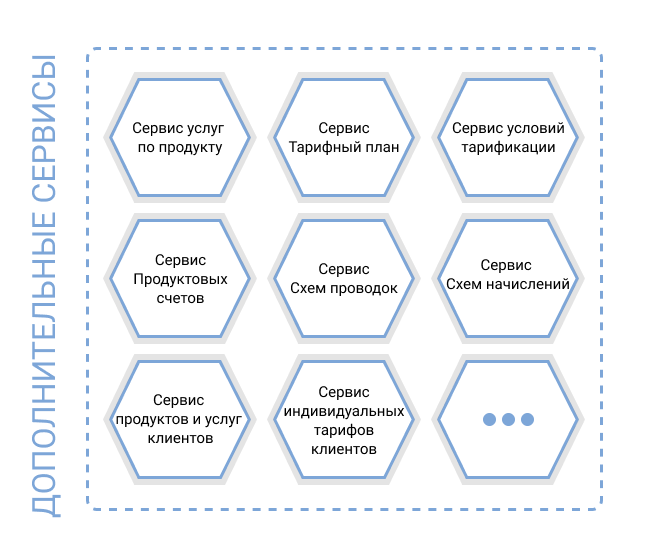 ДОПОЛНИТЕЛЬНЫЕ СЕРВИСЫ
Сервис услуг
по продукту
Сервис
Тарифный план
Сервис условий
тарификации
Сервис
Продуктовых
счетов
Сервис
Схем проводок
Сервис
Схем начислений
Сервис
продуктов и услуг
клиентов
Сервис
индивидуальных
тарифов
клиентов